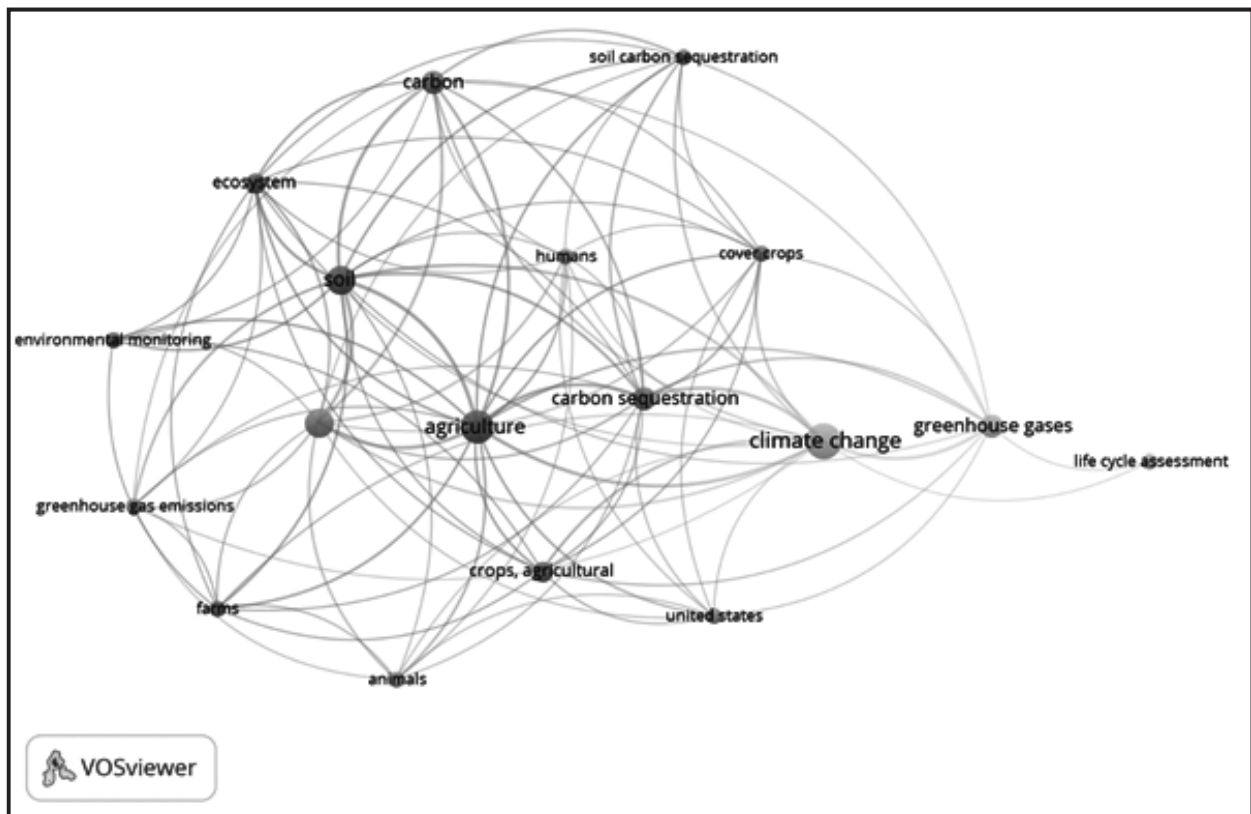 soil carbon sequestration
carbon
ecosystem
humans
cover crops
soil
environmental monitoring
carbon sequestration
agriculture
climate change
greenhouse gases
life cycle assessment
greenhouse gas emissions
crops, agricultural
farms
united states
animals
VOSviewer